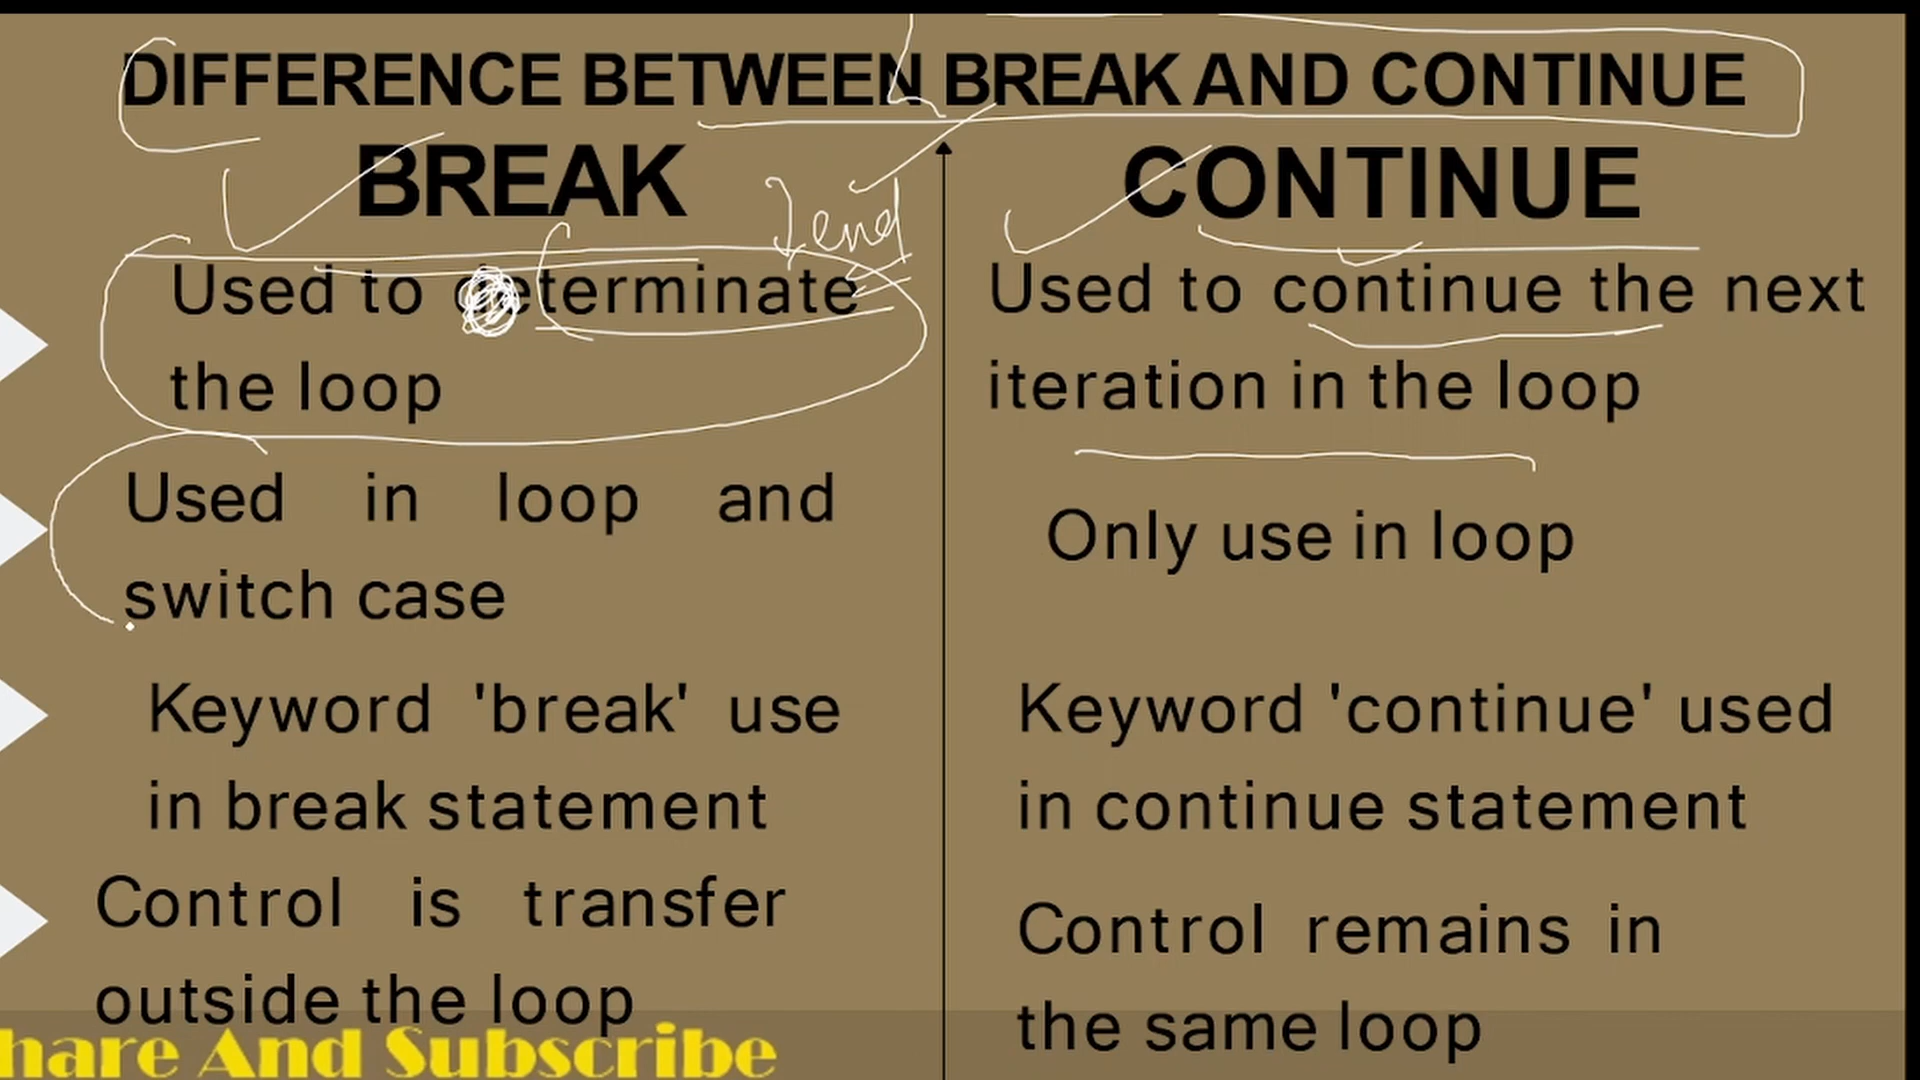 DIFFERENCE BETWEEN BREAK AND CONTINUE
BREAK
end
Used to determinate
the loop
Used in loop and
switch case
Keyword 'break' use
in break statement
Control is transfer
outside the loop
CONTINUE
Used to continue the next
iteration in the loop
Only use in loop
Keyword 'continue' used
in continue statement
Control remains in
the same loop
hare And Subscribe